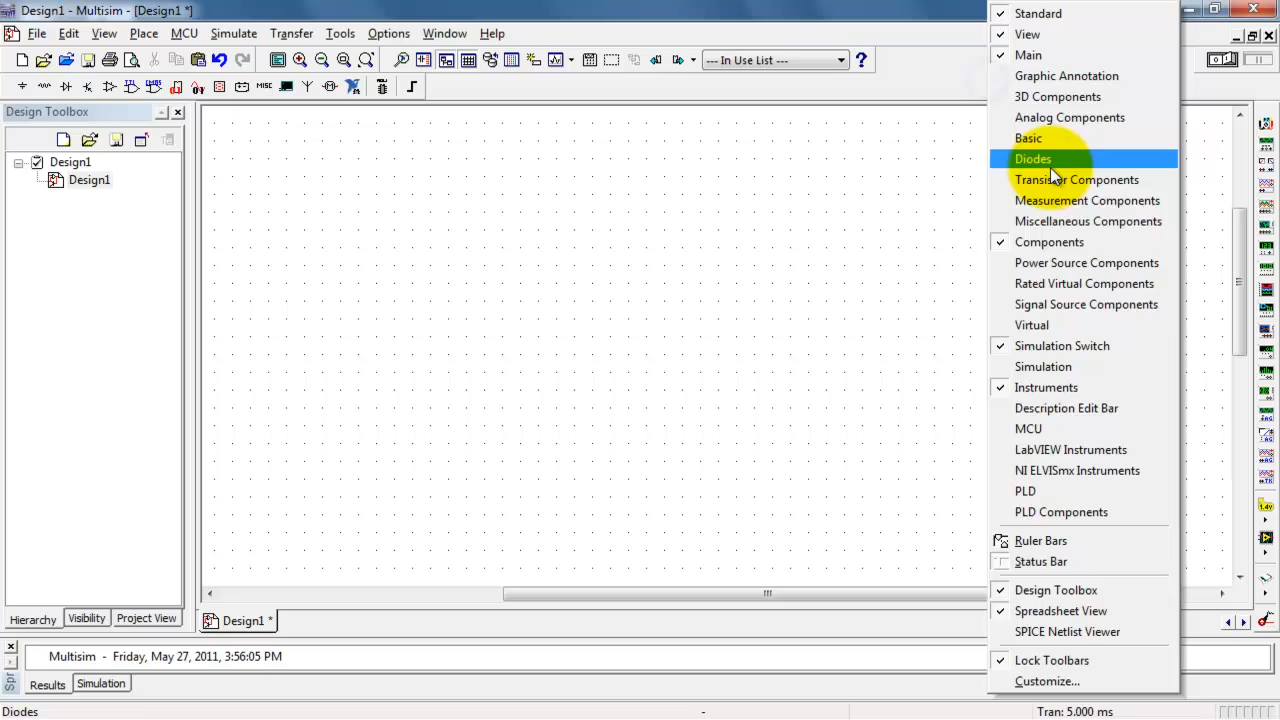 Design1 - Multisim - [Design1 *]
File Edit View Place MCU Simulate Transfer Tools Options Window Help
--- In Use List ---
MISC
Design Toolbox
Design1
Design1
Hierarchy Visibility Project View
Design1 *
Standard
View
Main
Graphic Annotation
3D Components
Analog Components
Basic
Diodes
Transistor Components
Measurement Components
Miscellaneous Components
Components
Power Source Components
Rated Virtual Components
Signal Source Components
Virtual
Simulation Switch
Simulation
Instruments
Description Edit Bar
MCU
LabVIEW Instruments
NI ELVISmx Instruments
PLD
PLD Components
Ruler Bars
Status Bar
Design Toolbox
Spreadsheet View
SPICE Netlist Viewer
Lock Toolbars
Customize...
1.4v
Spr
Multisim - Friday, May 27, 2011, 3:56:05 PM
Results Simulation
Diodes - Tran: 5.000 ms